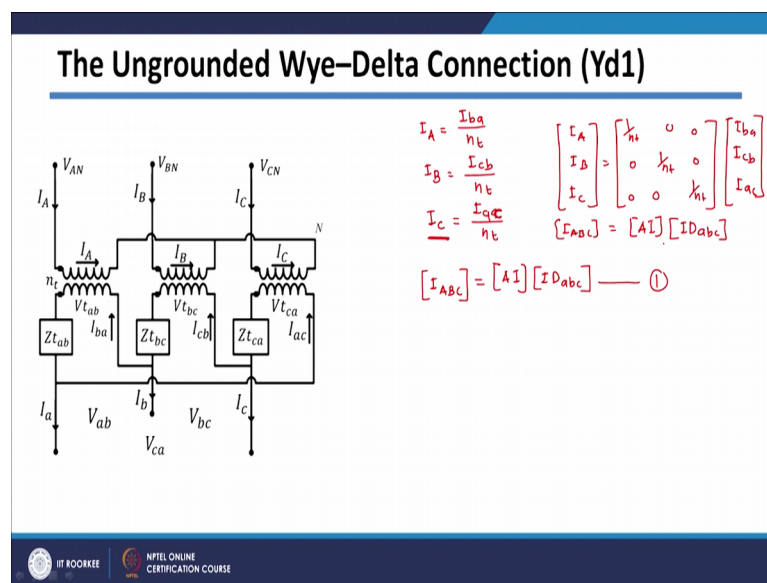 The Ungrounded Wye–Delta Connection (Yd1)
V_AN V_BN V_CN
I_A I_B I_C
N
I_A I_B I_C
n_t
Vt_ab Vt_bc Vt_ca
Zt_ab I_ba Zt_bc I_cb Zt_ca I_ac
I_a I_b I_c
V_ab V_bc
V_ca
I_A = I_ba / n_t
I_B = I_cb / n_t
I_C = I_ac / n_t
[I_A] = [1/n_t 0 0] [I_ba]
[I_B] = [0 1/n_t 0] [I_cb]
[I_C] = [0 0 1/n_t] [I_ac]
[I_ABC] = [AI] [ID_abc]
[I_ABC] = [AI] [ID_abc] —— ①
IIT ROORKEE
NPTEL ONLINE
CERTIFICATION COURSE
NPTEL